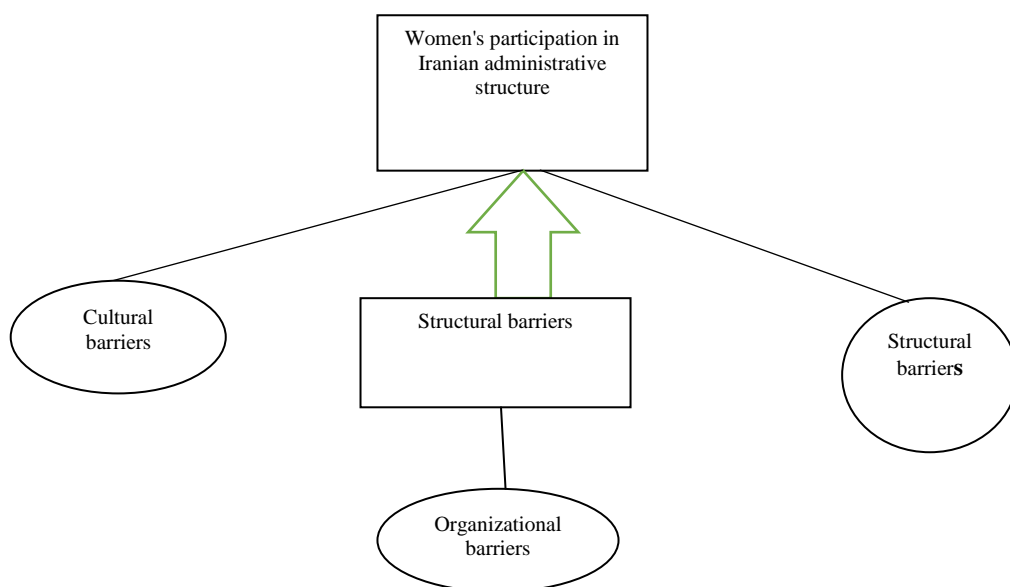 Women's participation in
Iranian administrative
structure
Cultural
barriers
Structural barriers
Structural
barriers
Organizational
barriers